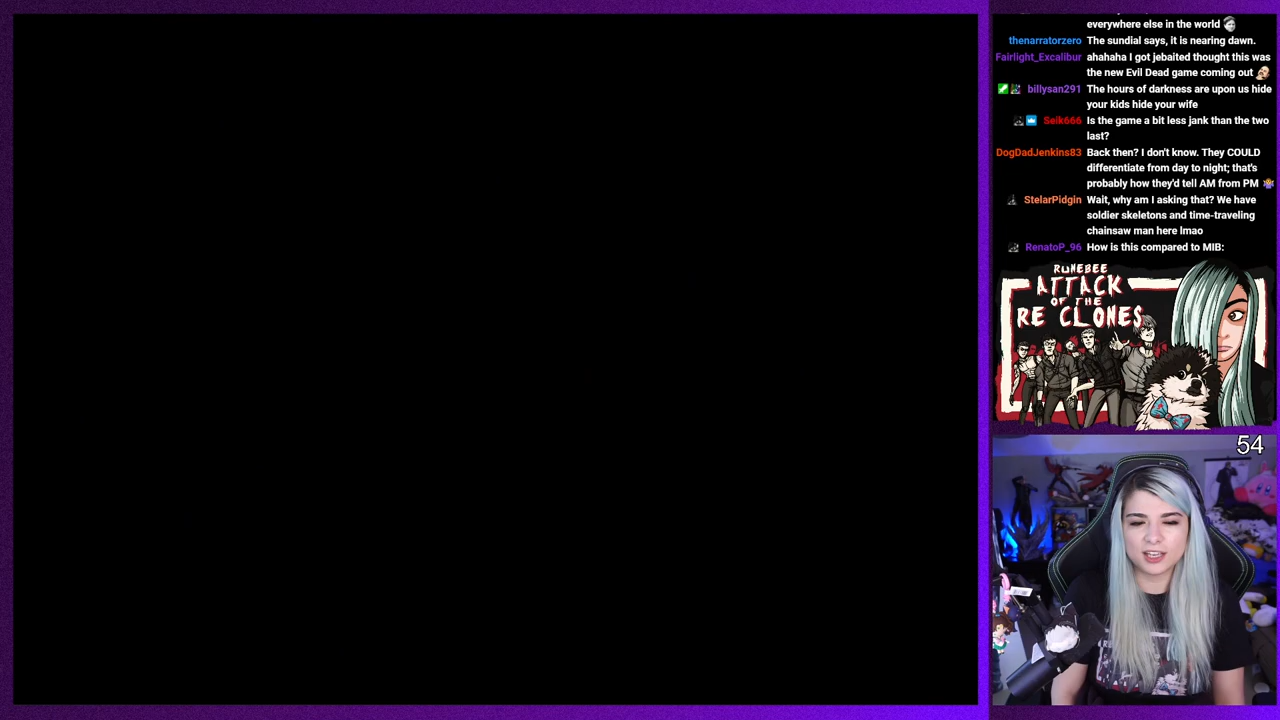 everywhere else in the world
thenarratorzero The sundial says, it is nearing dawn.
Fairlight_Excalibur ahahaha I got jebaited thought this was
the new Evil Dead game coming out
billysan291 The hours of darkness are upon us hide
your kids hide your wife
Seik666 Is the game a bit less jank than the two
last?
DogDadJenkins83 Back then? I don't know. They COULD
differentiate from day to night; that's
probably how they'd tell AM from PM
StelarPidgin Wait, why am I asking that? We have
soldier skeletons and time-traveling
chainsaw man here lmao
RenatoP_96 How is this compared to MIB:
RUNEBEE
ATTACK
OF THE
RE CLONES
54